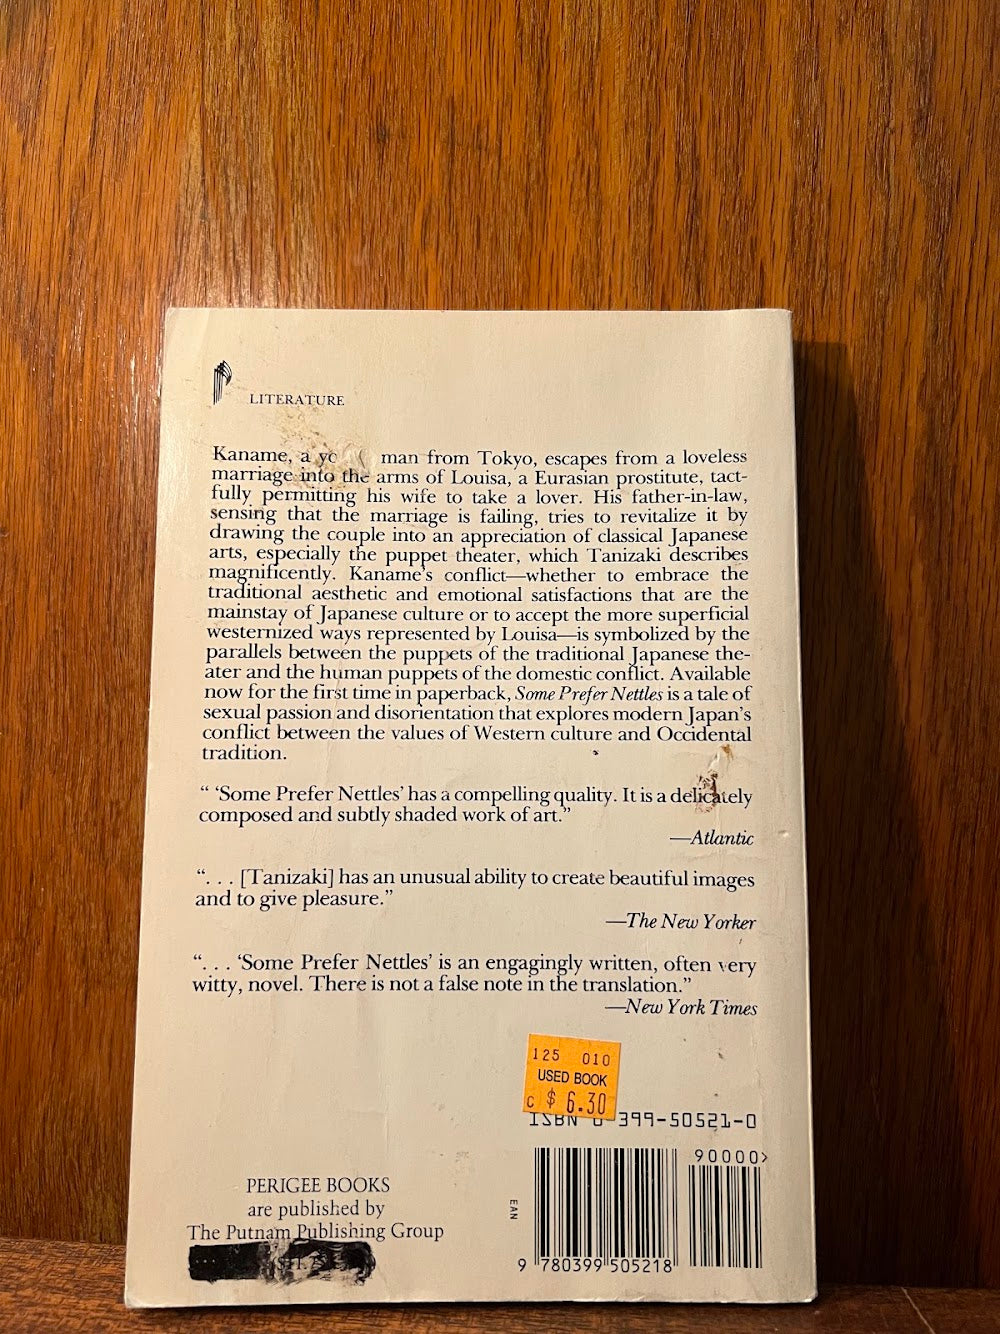 LITERATURE
Kaname, a man from Tokyo, escapes from a loveless
marriage into the arms of Louisa, a Eurasian prostitute, tact-
fully permitting his wife to take a lover. His father-in-law,
sensing that the marriage is failing, tries to revitalize it by
drawing the couple into an appreciation of classical Japanese
arts, especially the puppet theater, which Tanizaki describes
magnificently. Kaname's conflict—whether to embrace the
traditional aesthetic and emotional satisfactions that are the
mainstay of Japanese culture or to accept the more superficial
westernized ways represented by Louisa—is symbolized by the
parallels between the puppets of the traditional Japanese the-
ater and the human puppets of the domestic conflict. Available
now for the first time in paperback, Some Prefer Nettles is a tale of
sexual passion and disorientation that explores modern Japan's
conflict between the values of Western culture and Occidental
tradition.
“ ‘Some Prefer Nettles’ has a compelling quality. It is a delicately
composed and subtly shaded work of art.”
—Atlantic
“. . . [Tanizaki] has an unusual ability to create beautiful images
and to give pleasure.”
—The New Yorker
“. . . ‘Some Prefer Nettles’ is an engagingly written, often very
witty, novel. There is not a false note in the translation.”
—New York Times
125 010
USED BOOK
C $ 6.30
ISBN 0-399-50521-0
90000>
EAN
9 780399 505218
PERIGEE BOOKS
are published by
The Putnam Publishing Group